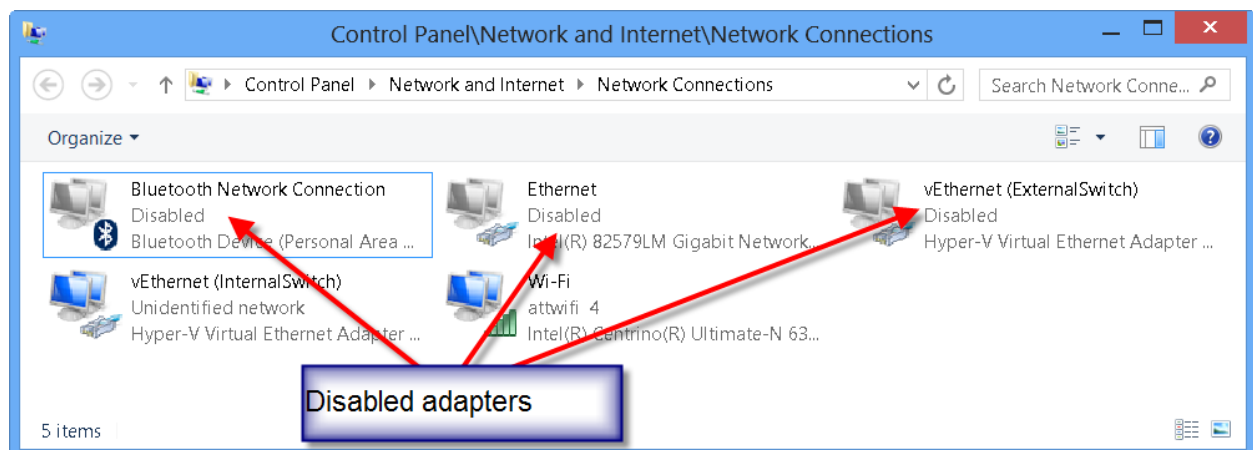 Control Panel\Network and Internet\Network Connections
Control Panel Network and Internet Network Connections
Search Network Conne...
Organize
Bluetooth Network Connection
Disabled
Bluetooth Device (Personal Area ...
Ethernet
Disabled
Intel(R) 82579LM Gigabit Network...
vEthernet (ExternalSwitch)
Disabled
Hyper-V Virtual Ethernet Adapter ...
vEthernet (InternalSwitch)
Unidentified network
Hyper-V Virtual Ethernet Adapter ...
Wi-Fi
attwifi 4
Intel(R) Centrino(R) Ultimate-N 63...
Disabled adapters
5 items